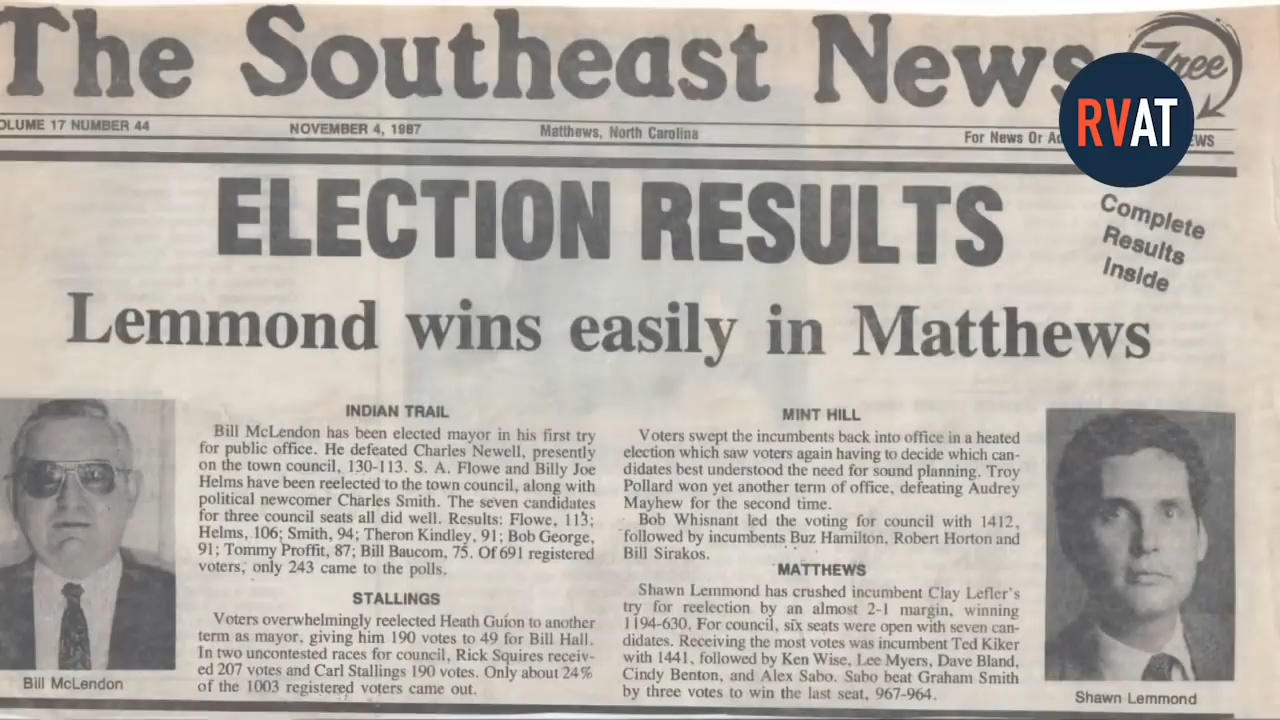 The Southeast News
Free
RVAT
OLUME 17 NUMBER 44
NOVEMBER 4, 1987
Matthews, North Carolina
For News Or
EWS
ELECTION RESULTS
Complete
Results
Inside
Lemmond wins easily in Matthews
INDIAN TRAIL
Bill McLendon has been elected mayor in his first try
for public office. He defeated Charles Newell, presently
on the town council, 130-113. S. A. Flowe and Billy Joe
Helms have been reelected to the town council, along with
political newcomer Charles Smith. The seven candidates
for three council seats all did well. Results: Flowe, 113;
Helms, 106; Smith, 94; Theron Kindley, 91; Bob George,
91; Tommy Proffit, 87; Bill Baucom, 75. Of 691 registered
voters, only 243 came to the polls.
STALLINGS
Voters overwhelmingly reelected Heath Guion to another
term as mayor, giving him 190 votes to 49 for Bill Hall.
In two uncontested races for council, Rick Squires receiv-
ed 207 votes and Carl Stallings 190 votes. Only about 24%
of the 1003 registered voters came out.
Bill McLendon
MINT HILL
Voters swept the incumbents back into office in a heated
election which saw voters again having to decide which can-
didates best understood the need for sound planning. Troy
Pollard won yet another term of office, defeating Audrey
Mayhew for the second time.
Bob Whisnant led the voting for council with 1412,
followed by incumbents Buz Hamilton, Robert Horton and
Bill Sirakos.
MATTHEWS
Shawn Lemmond has crushed incumbent Clay Lefler's
try for reelection by an almost 2-1 margin, winning
1194-630. For council, six seats were open with seven can-
didates. Receiving the most votes was incumbent Ted Kiker
with 1441, followed by Ken Wise, Lee Myers, Dave Bland,
Cindy Benton, and Alex Sabo. Sabo beat Graham Smith
by three votes to win the last seat, 967-964.
Shawn Lemmond